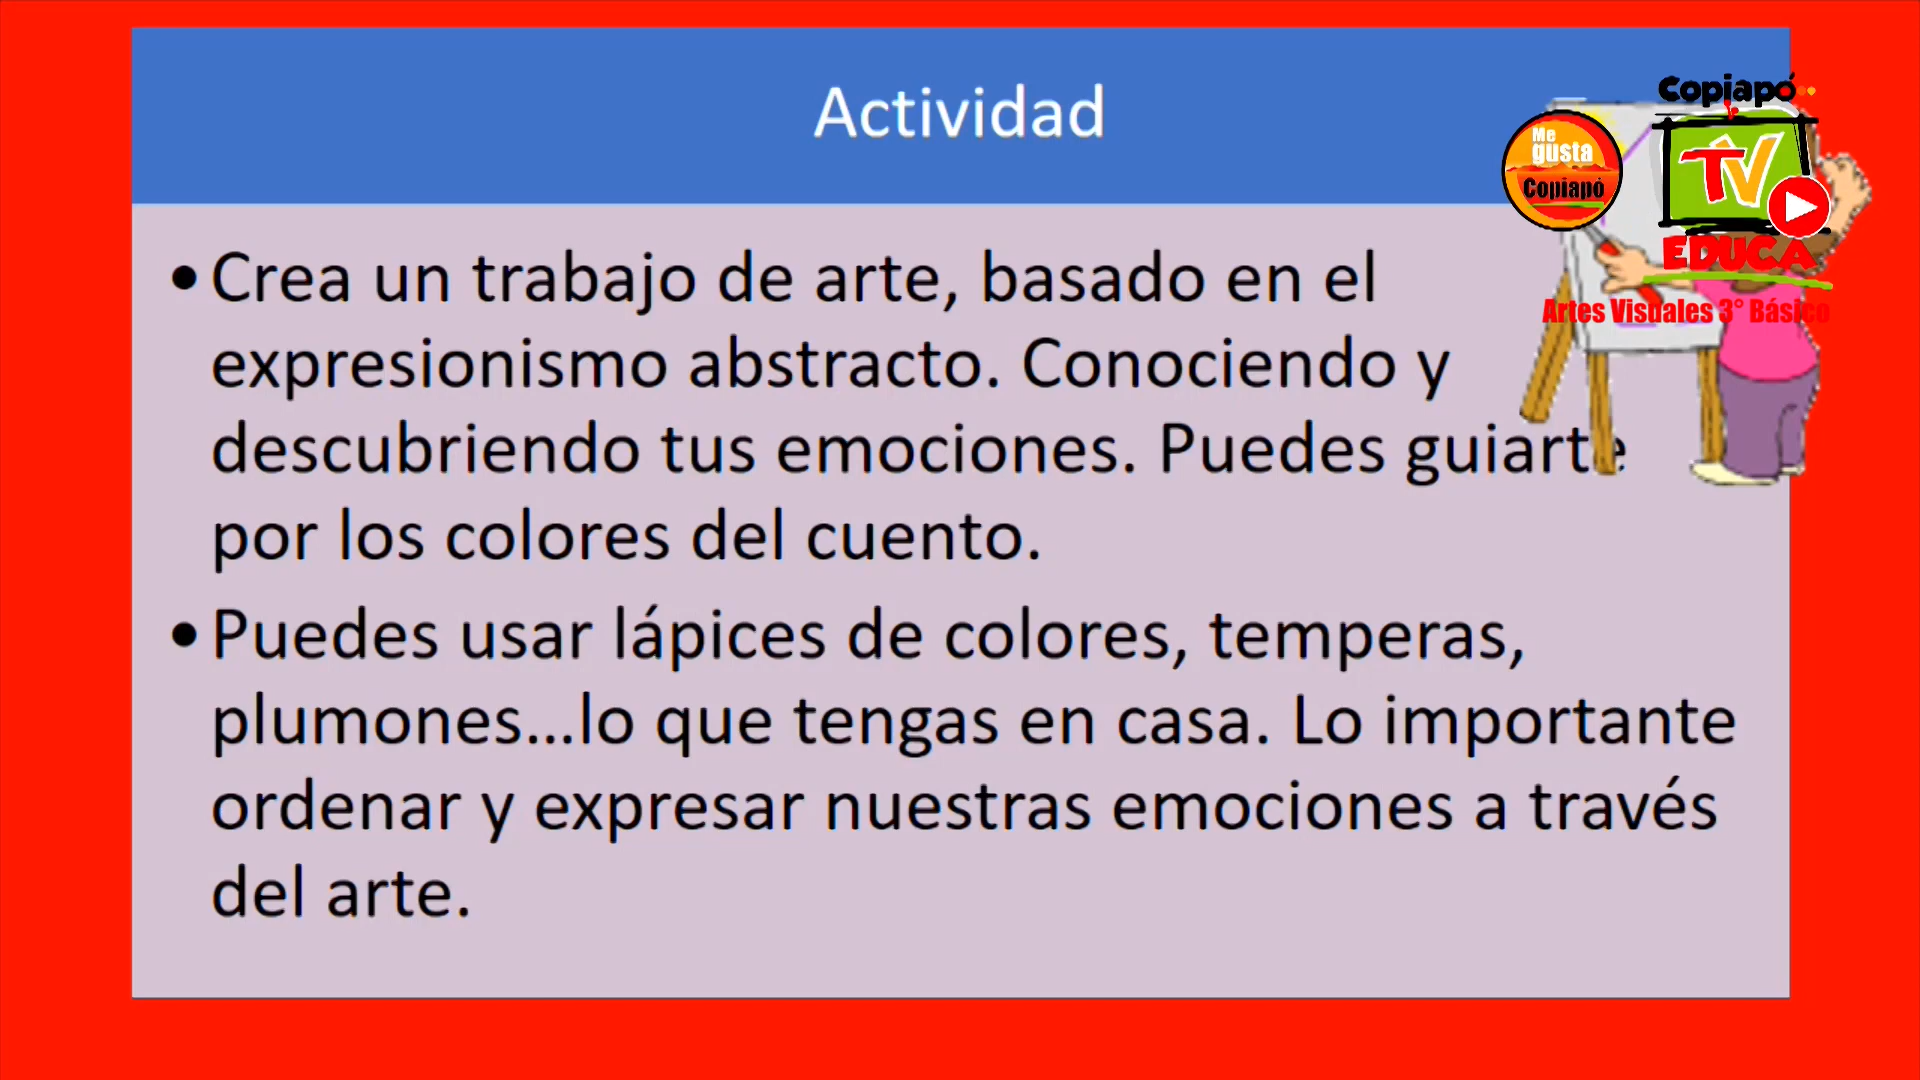 Actividad
Copiapó
Me
gusta
Copiapó
TV
EDUCA
Artes Visuales 3° Básico
• Crea un trabajo de arte, basado en el
expresionismo abstracto. Conociendo y
descubriendo tus emociones. Puedes guiarte
por los colores del cuento.
• Puedes usar lápices de colores, temperas,
plumones...lo que tengas en casa. Lo importante
ordenar y expresar nuestras emociones a través
del arte.